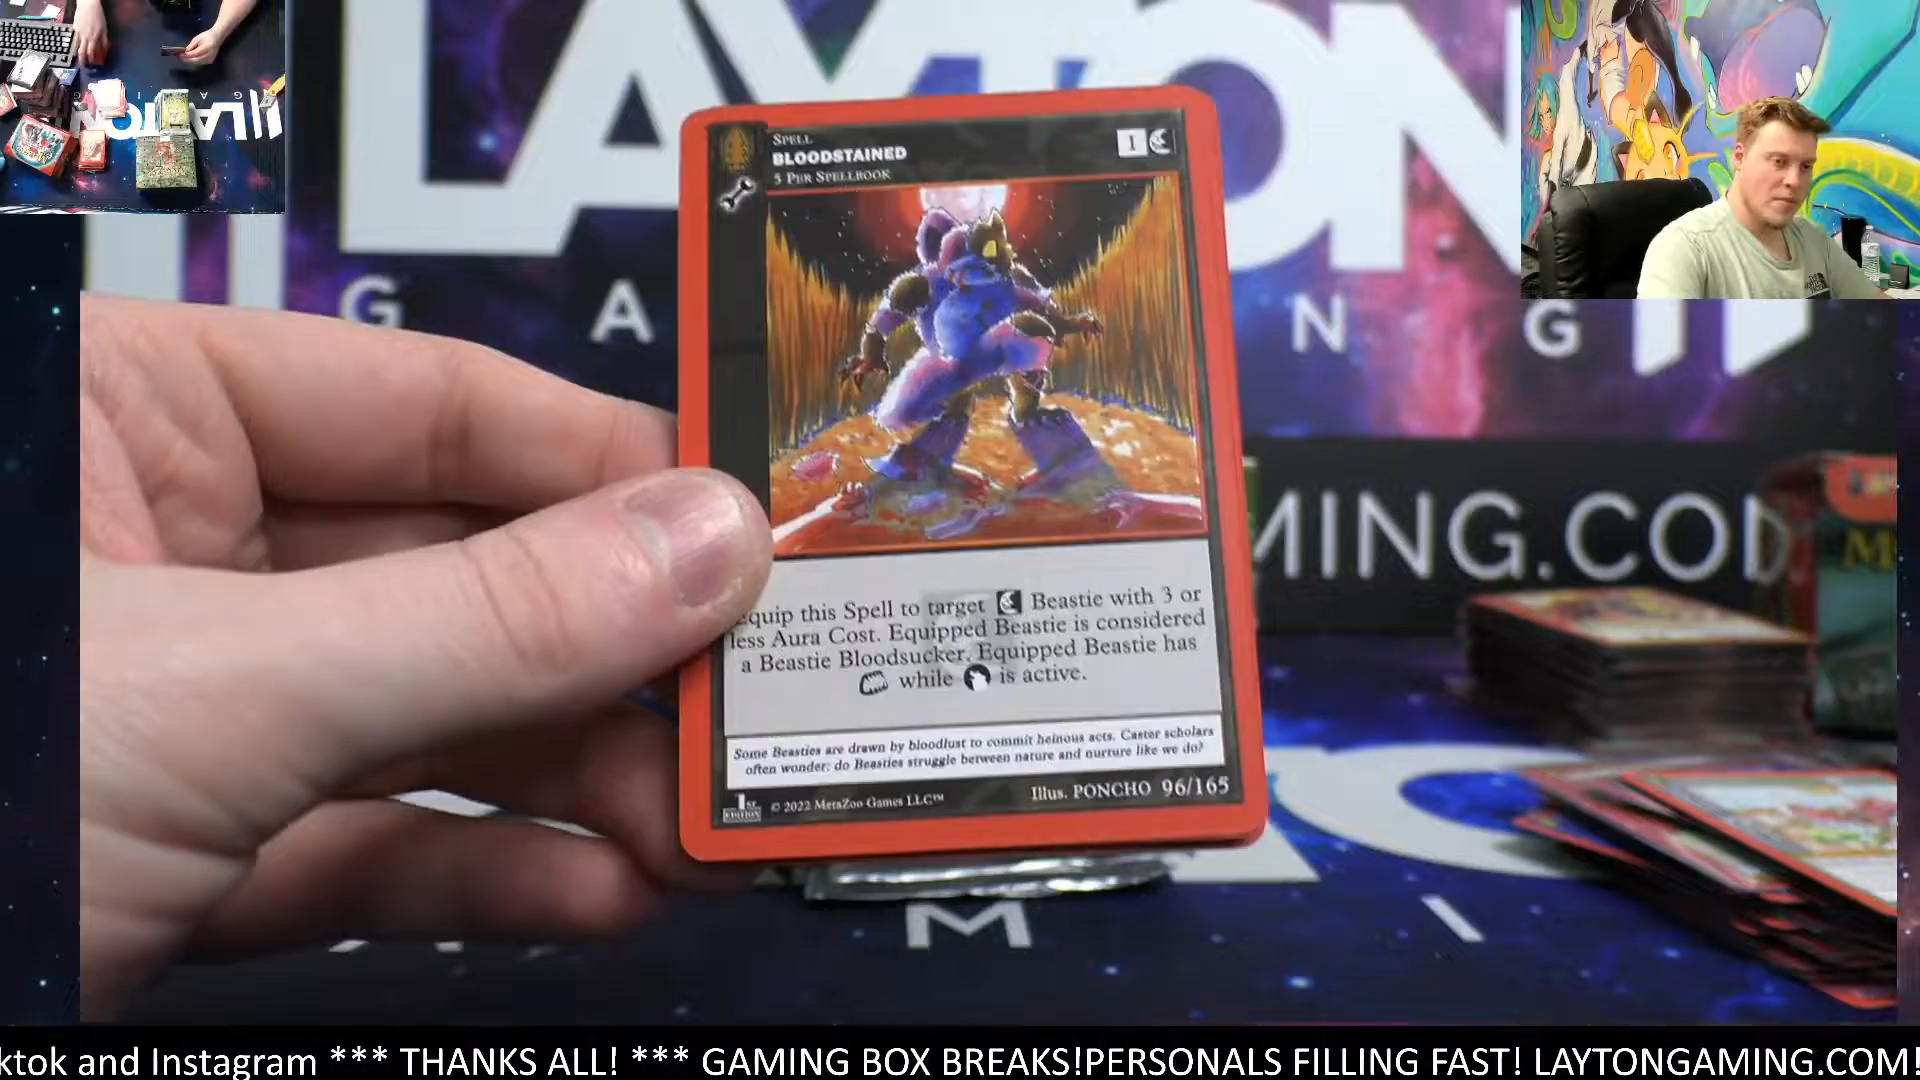 LAYTON
G A N G
SPELL
BLOODSTAINED
5 PER SPELLBOOK
1
quip this Spell to target Beastie with 3 or
less Aura Cost. Equipped Beastie is considered
a Beastie Bloodsucker. Equipped Beastie has
while is active.
Some Beasties are drawn by bloodlust to commit heinous acts. Caster scholars
often wonder: do Beasties struggle between nature and nurture like we do?
1ST EDITION
© 2022 MetaZoo Games LLC™
Illus. PONCHO 96/165
MING.CO
M I
ktok and Instagram *** THANKS ALL! *** GAMING BOX BREAKS!PERSONALS FILLING FAST! LAYTONGAMING.COM!